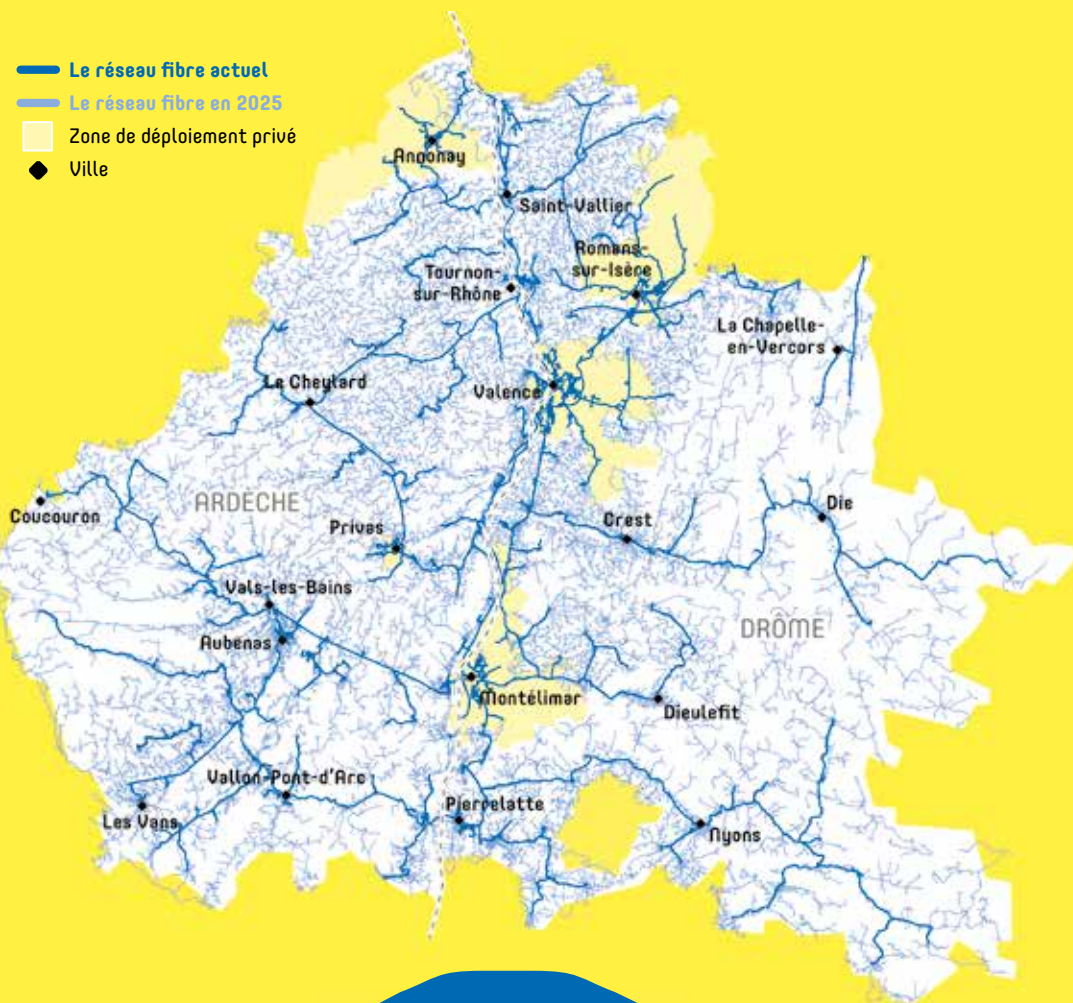 Le réseau fibre actuel
Le réseau fibre en 2025
Zone de déploiement privé
Ville
Annonay
Saint-Vallier
Romans-
sur-Isère
Tournon-
sur-Rhône
La Chapelle-
en-Vercors
Le Cheylard
Valence
ARDÈCHE
Coucouron
Privas
Crest
Die
Vals-les-Bains
Aubenas
DRÔME
Montélimar
Dieulefit
Vallon-Pont-d'Arc
Les Vans
Pierrelatte
Nyons